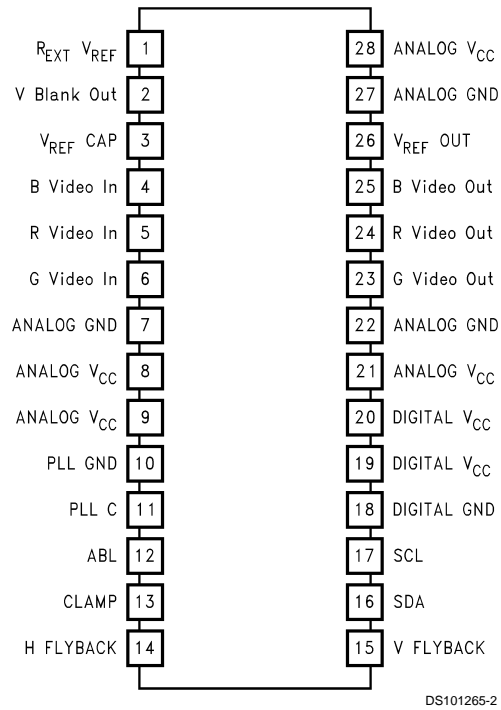 R_EXT V_REF 1 28 ANALOG V_CC
V Blank Out 2 27 ANALOG GND
V_REF CAP 3 26 V_REF OUT
B Video In 4 25 B Video Out
R Video In 5 24 R Video Out
G Video In 6 23 G Video Out
ANALOG GND 7 22 ANALOG GND
ANALOG V_CC 8 21 ANALOG V_CC
ANALOG V_CC 9 20 DIGITAL V_CC
PLL GND 10 19 DIGITAL V_CC
PLL C 11 18 DIGITAL GND
ABL 12 17 SCL
CLAMP 13 16 SDA
H FLYBACK 14 15 V FLYBACK
DS101265-2